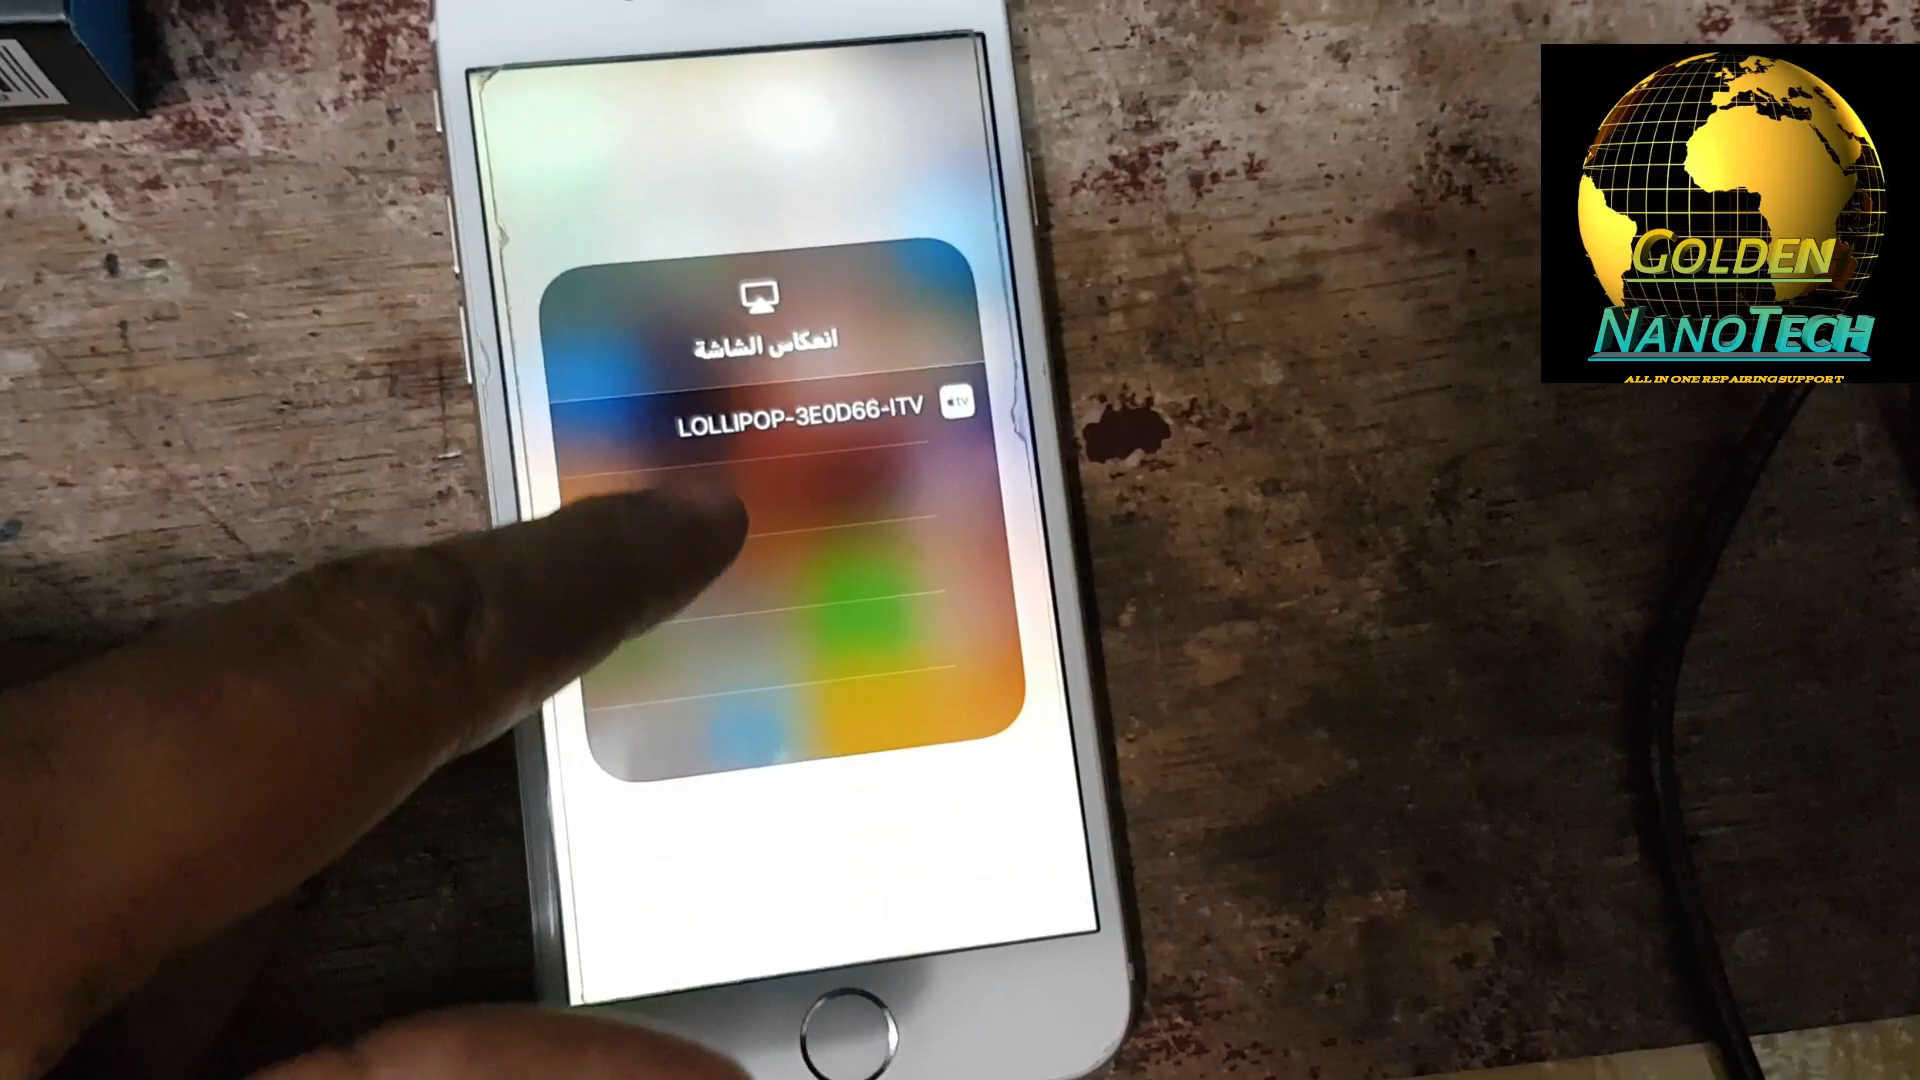 انعكاس الشاشة
LOLLIPOP-3E0D66-ITV
tv
GOLDEN
NANOTECH
ALL IN ONE REPAIRING SUPPORT